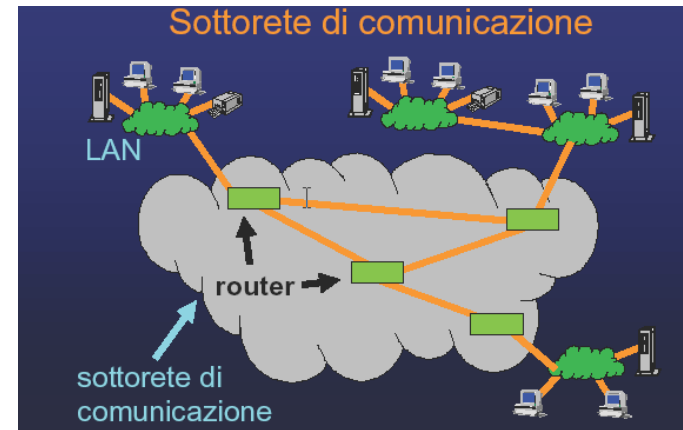 Sottorete di comunicazione
LAN
router
sottorete di
comunicazione